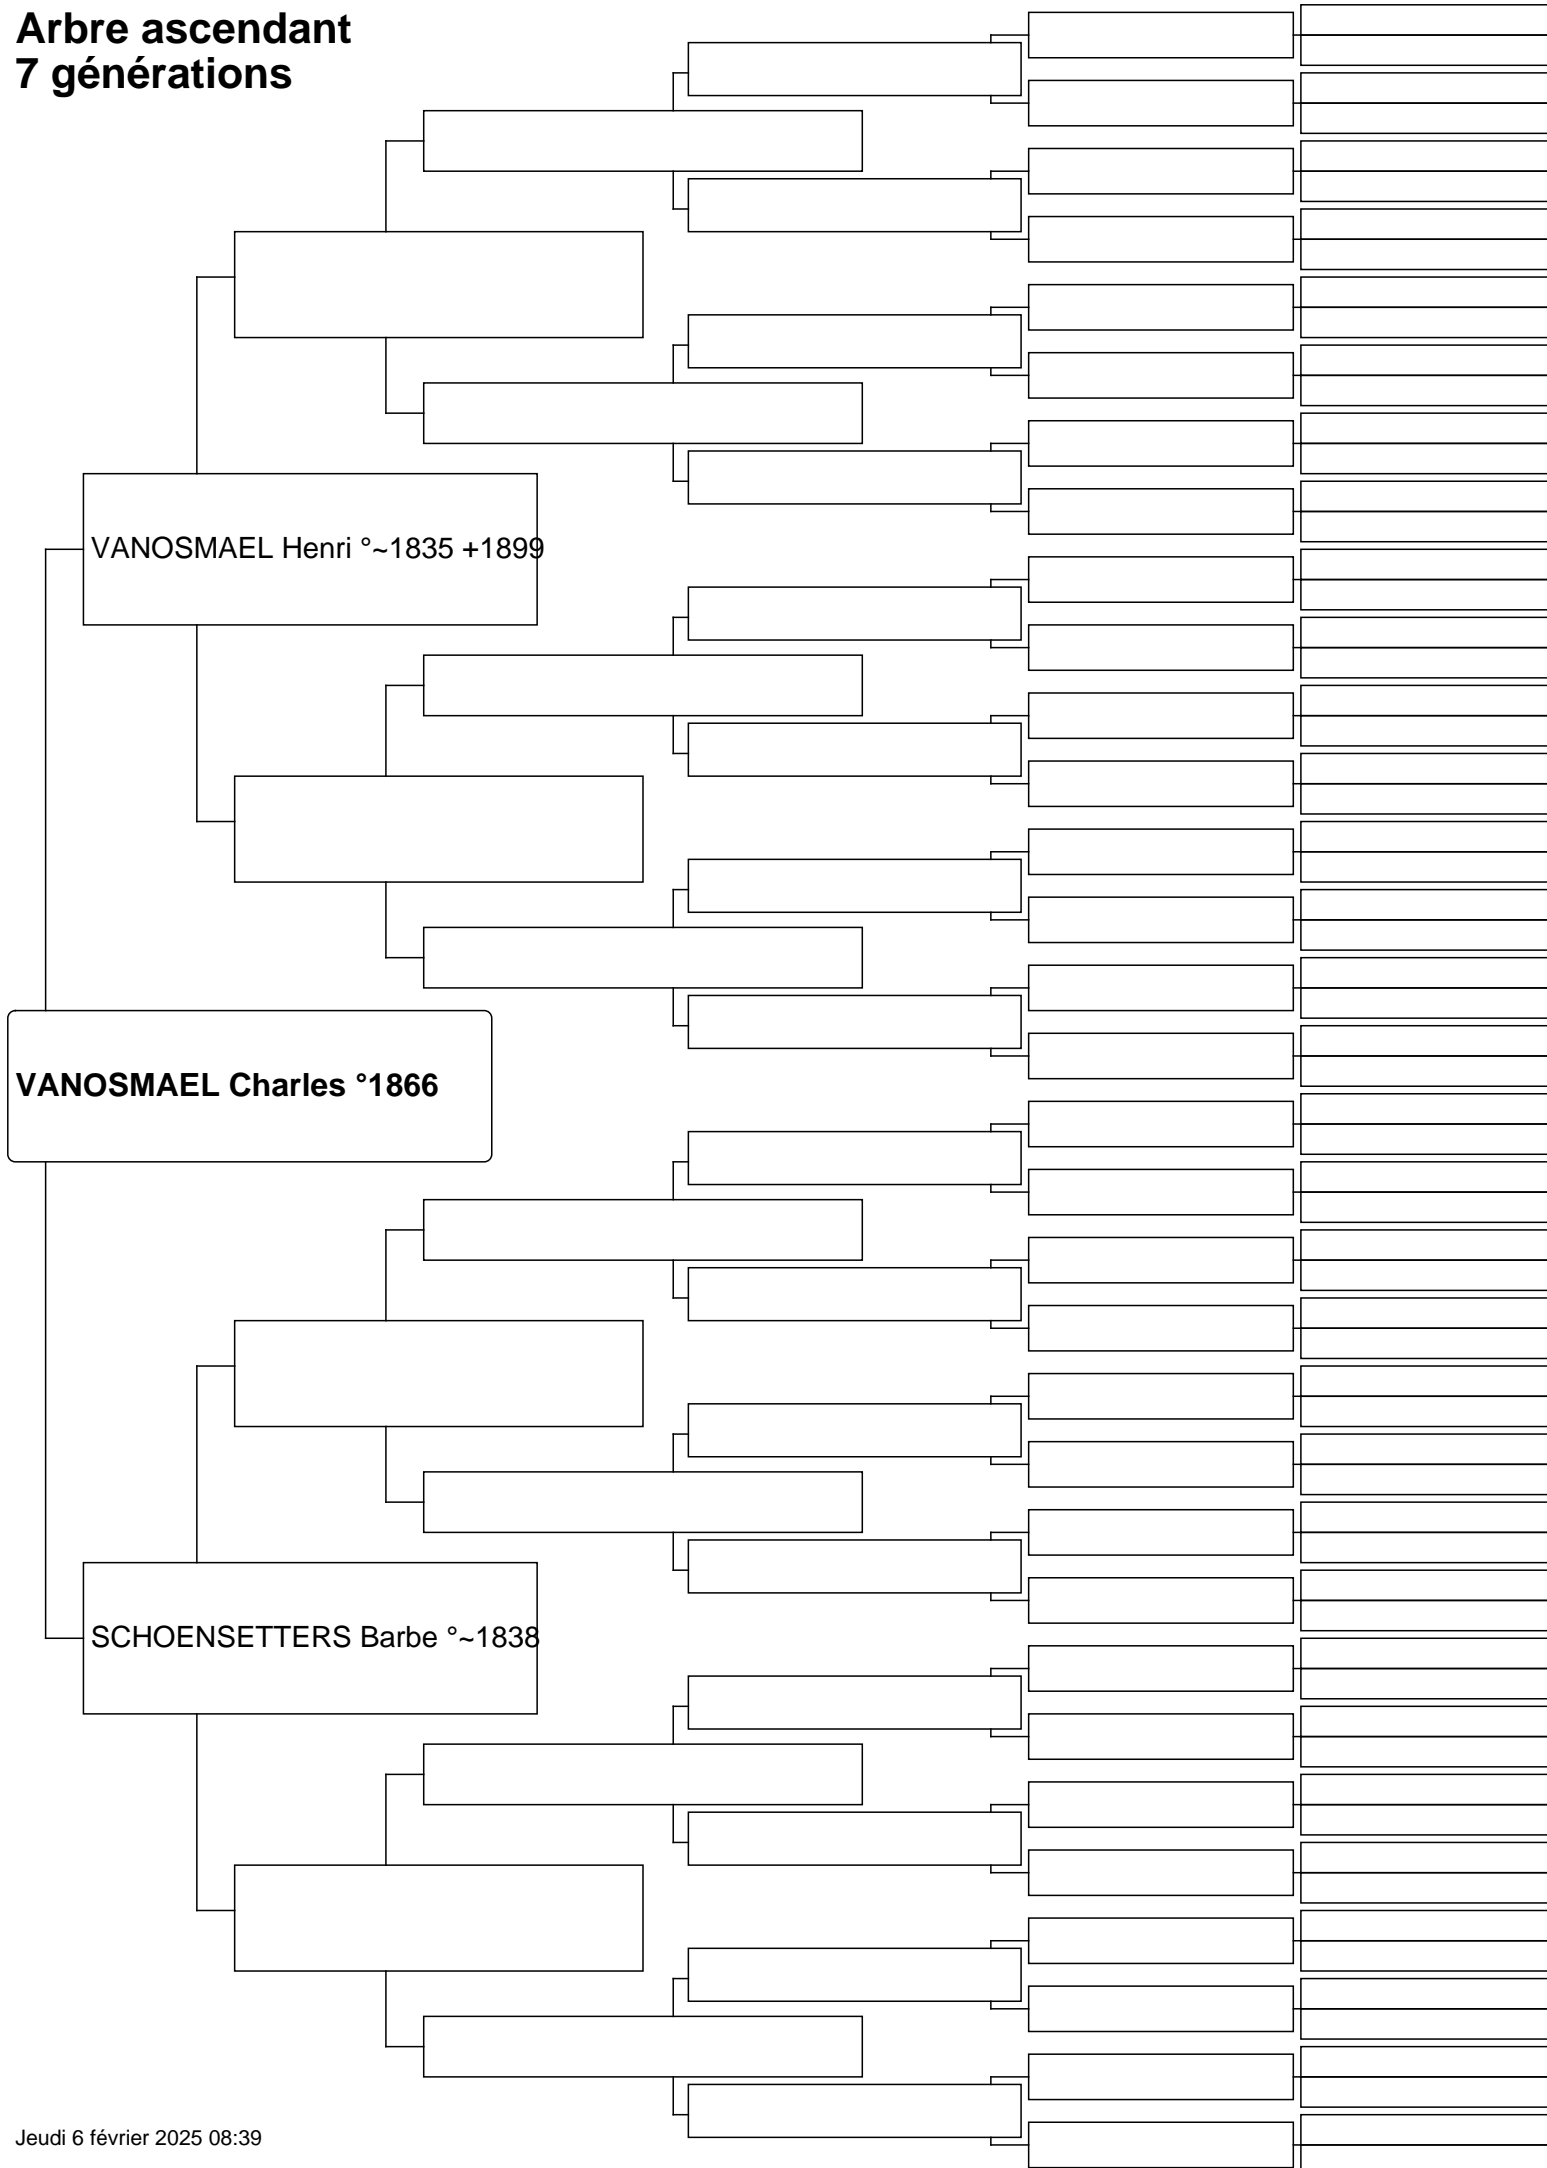 Arbre ascendant
7 générations
VANOSMAEL Henri °~1835 +1899
VANOSMAEL Charles °1866
SCHOENSETTERS Barbe °~1838
Jeudi 6 février 2025 08:39